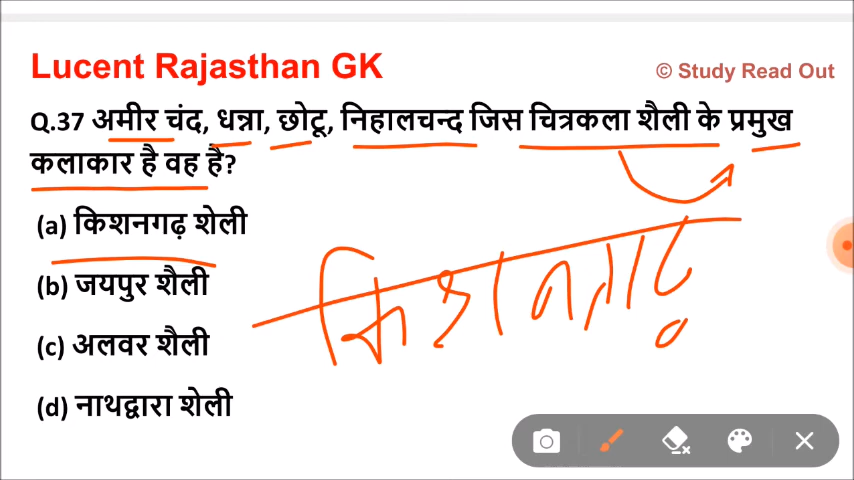 Lucent Rajasthan GK
© Study Read Out
Q.37 अमीर चंद, धन्ना, छोटू, निहालचन्द जिस चित्रकला शैली के प्रमुख
कलाकार है वह है?
(a) किशनगढ़ शेली
(b) जयपुर शैली
(c) अलवर शैली
(d) नाथद्वारा शेली
किशनगढ़